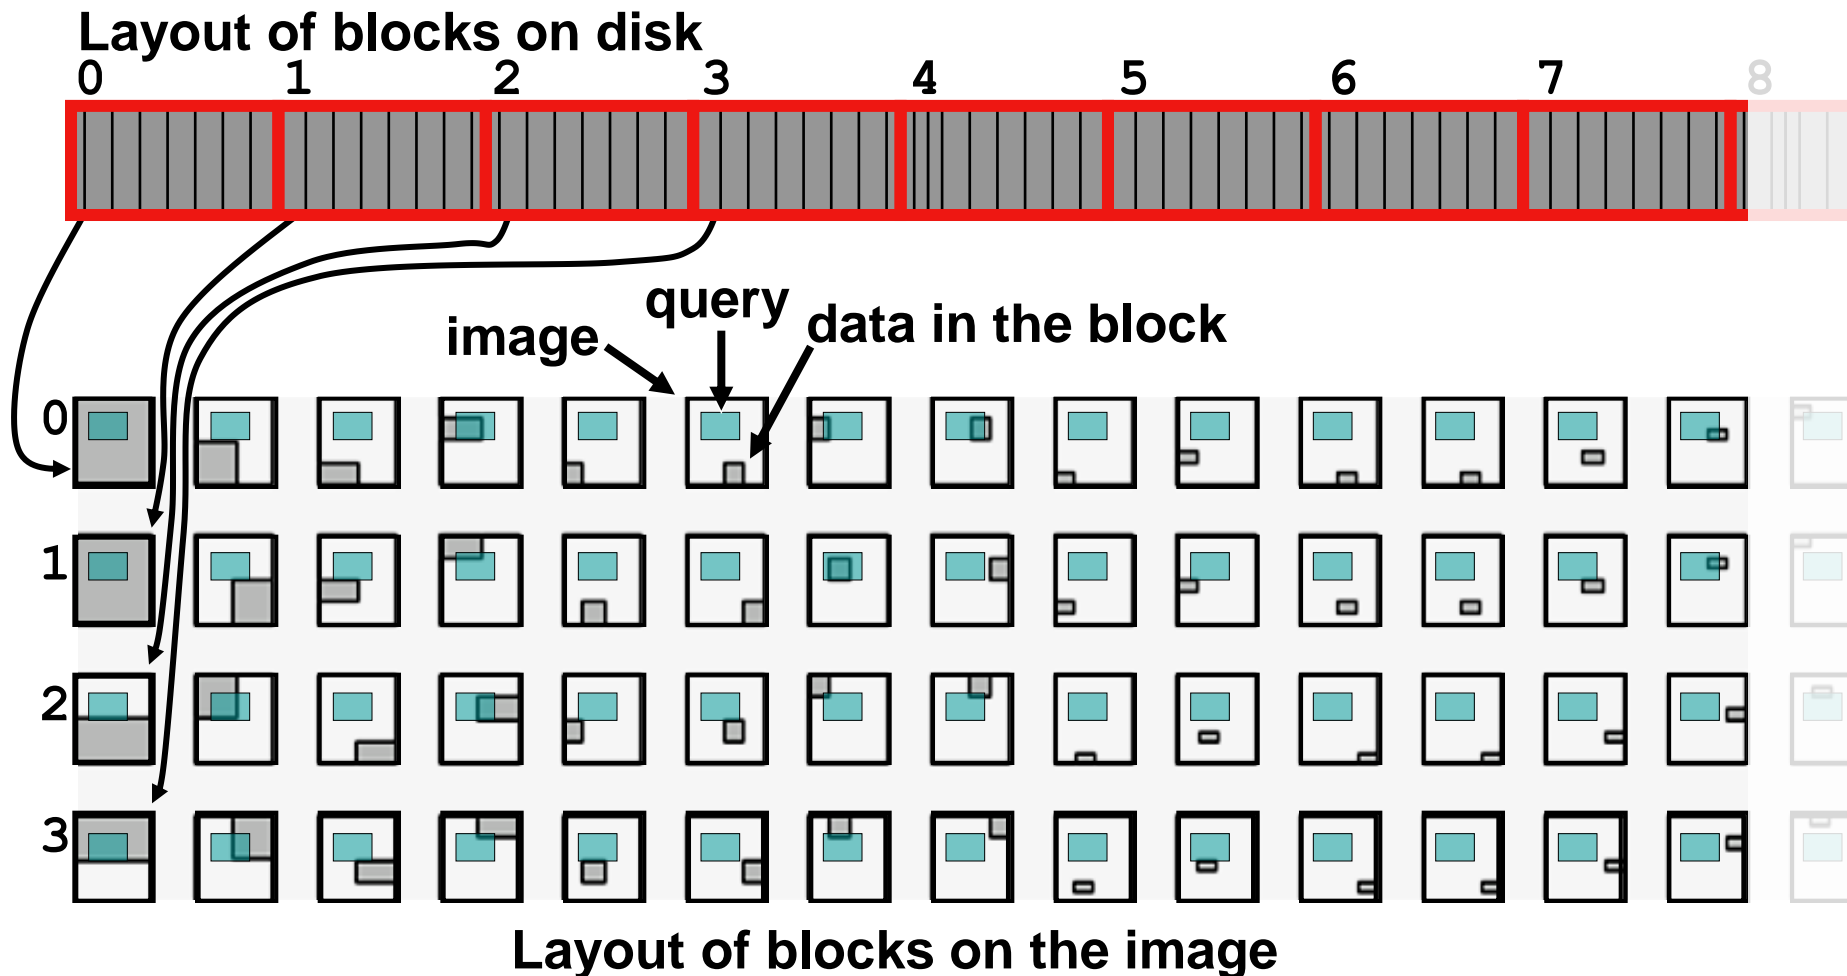 Layout of blocks on disk
0 1 2 3 4 5 6 7 8
query
image
data in the block
0
1
2
3
Layout of blocks on the image